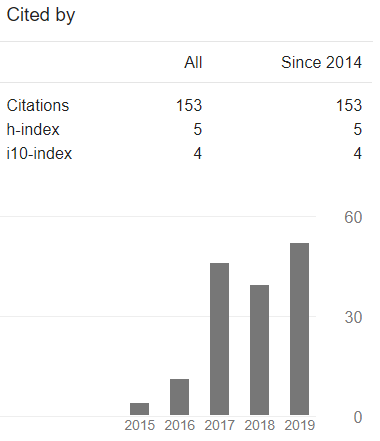 Cited by
All Since 2014
Citations 153 153
h-index 5 5
i10-index 4 4
60
30
0
2015 2016 2017 2018 2019